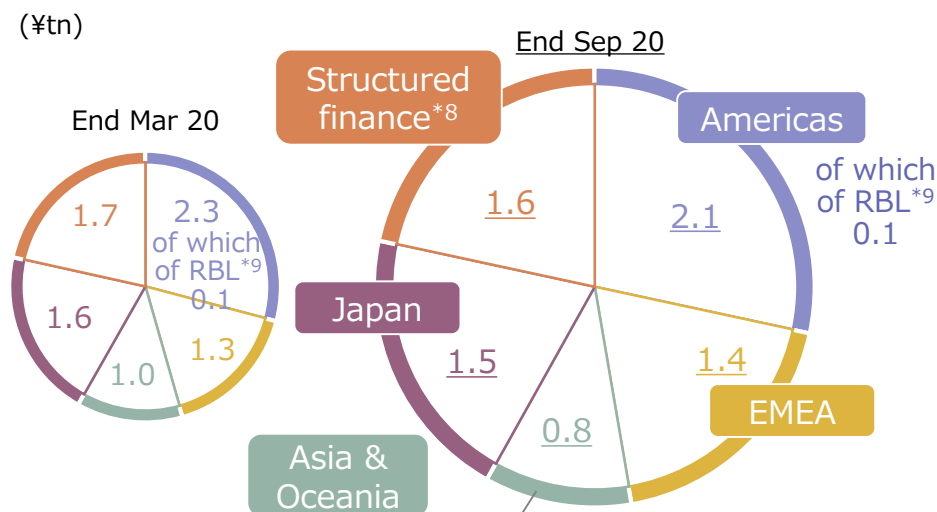 (¥tn)
End Mar 20
1.7
2.3
of which
of RBL*9
0.1
1.6
1.0
1.3
End Sep 20
Structured
finance*8
Americas
of which
of RBL*9
0.1
1.6
2.1
Japan
1.5
1.4
EMEA
0.8
Asia &
Oceania